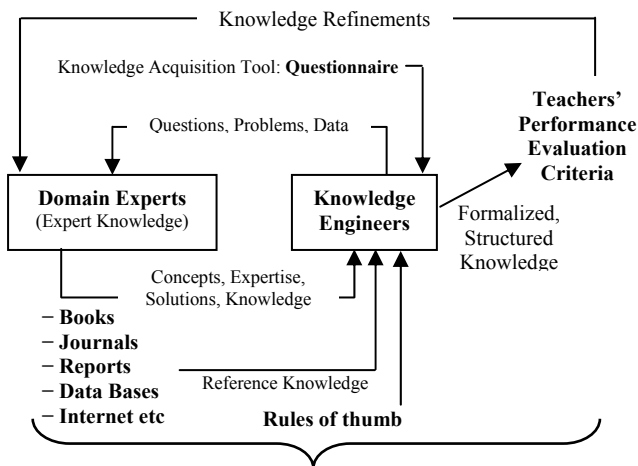 Knowledge Refinements
Knowledge Acquisition Tool: Questionnaire
Teachers’
Performance
Evaluation
Criteria
Questions, Problems, Data
Domain Experts
(Expert Knowledge)
Knowledge
Engineers
Formalized,
Structured
Knowledge
Concepts, Expertise,
Solutions, Knowledge
– Books
– Journals
– Reports
– Data Bases
– Internet etc
Reference Knowledge
Rules of thumb